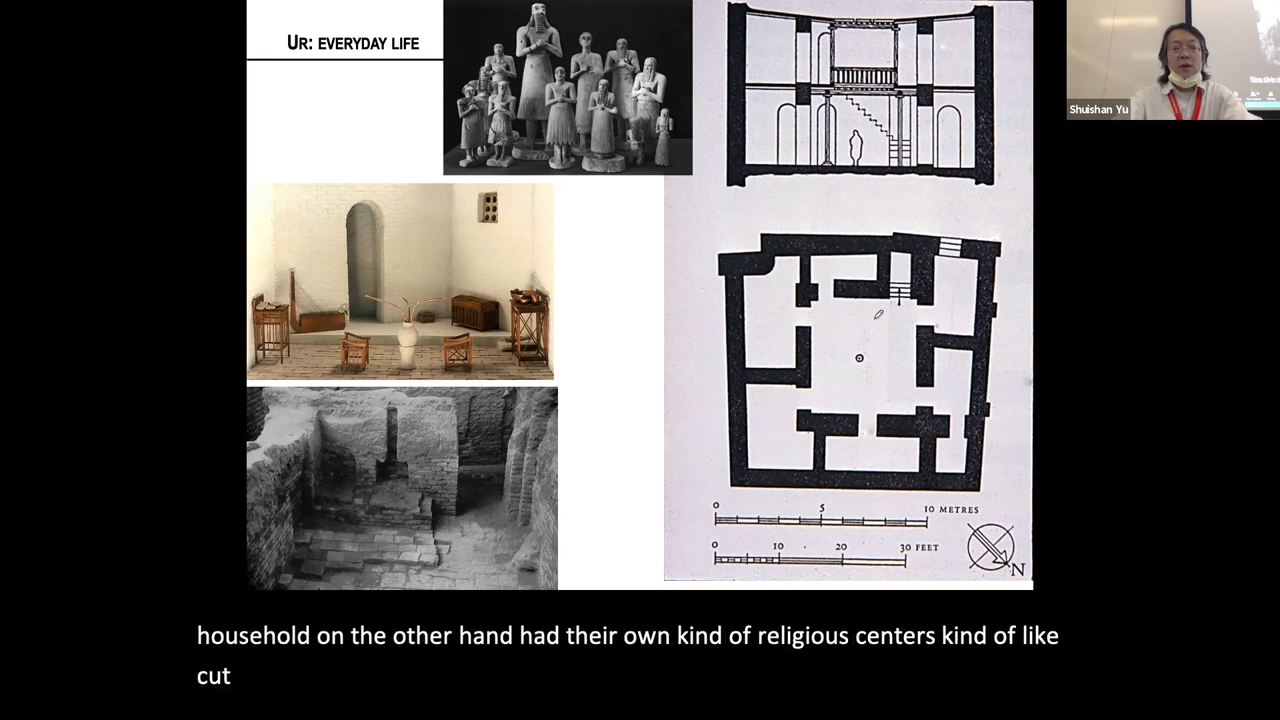 UR: EVERYDAY LIFE
Shuishan Yu
0 5 10 METRES
0 10 20 30 FEET
N
household on the other hand had their own kind of religious centers kind of like
cut